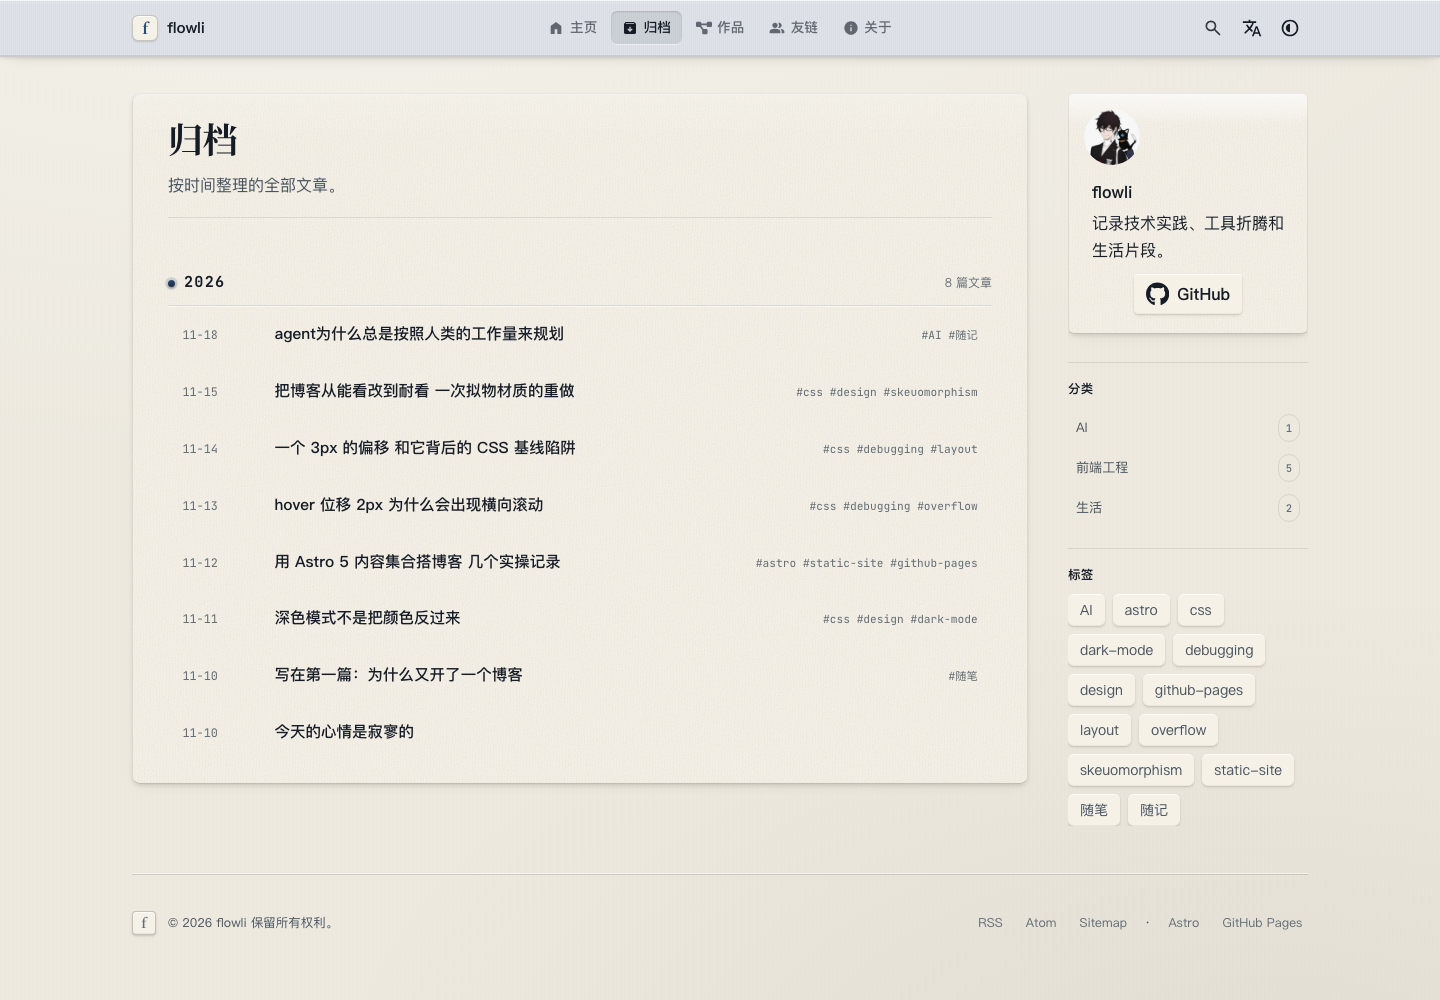 f flowli 主页 归档 作品 友链 关于
归档
按时间整理的全部文章。
2026 8 篇文章
11-18 agent为什么总是按照人类的工作量来规划 #AI #随记
11-15 把博客从能看改到耐看 一次拟物材质的重做 #css #design #skeuomorphism
11-14 一个 3px 的偏移 和它背后的 CSS 基线陷阱 #css #debugging #layout
11-13 hover 位移 2px 为什么会出现横向滚动 #css #debugging #overflow
11-12 用 Astro 5 内容集合搭博客 几个实操记录 #astro #static-site #github-pages
11-11 深色模式不是把颜色反过来 #css #design #dark-mode
11-10 写在第一篇：为什么又开了一个博客 #随笔
11-10 今天的心情是寂寥的
flowli
记录技术实践、工具折腾和
生活片段。
GitHub
分类
AI 1
前端工程 5
生活 2
标签
AI astro css
dark-mode debugging
design github-pages
layout overflow
skeuomorphism static-site
随笔 随记
f © 2026 flowli 保留所有权利。 RSS Atom Sitemap · Astro GitHub Pages